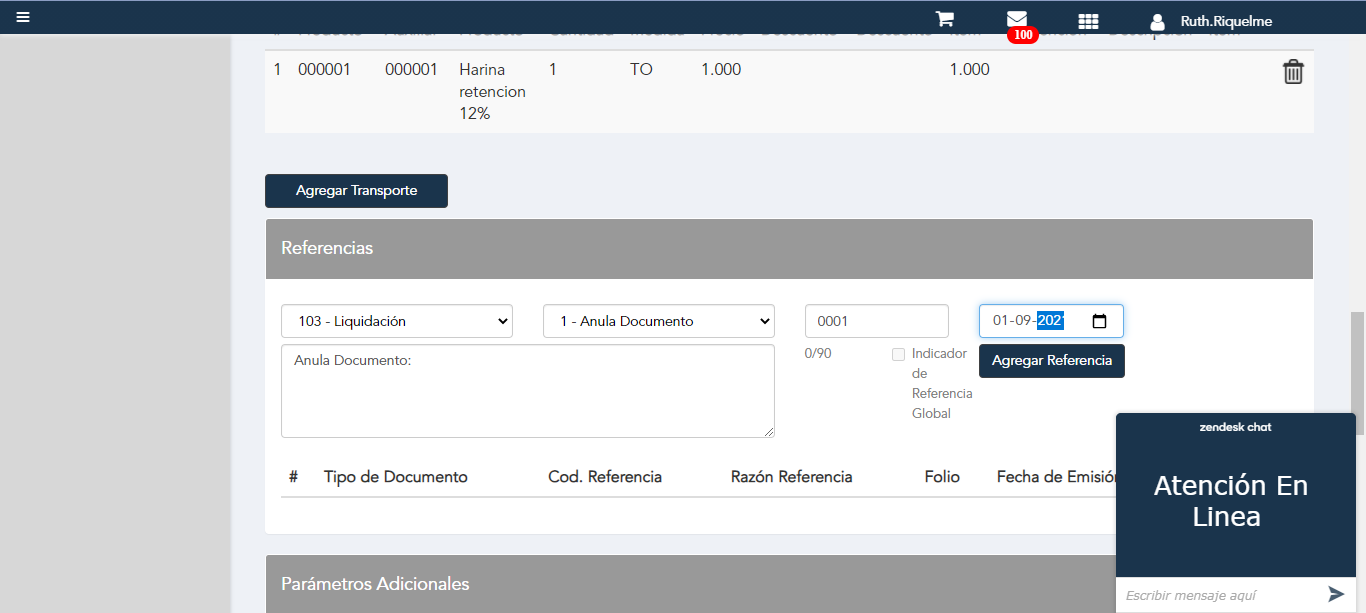 Ruth.Riquelme
100
1 000001 000001 Harina 1 TO 1.000 1.000
retencion
12%
Agregar Transporte
Referencias
103 - Liquidación 1 - Anula Documento 0001 01-09-2021
Anula Documento: 0/90 Indicador Agregar Referencia
de
Referencia
Global
zendesk chat
# Tipo de Documento Cod. Referencia Razón Referencia Folio Fecha de Emisión
Atención En
Linea
Parámetros Adicionales
Escribir mensaje aquí